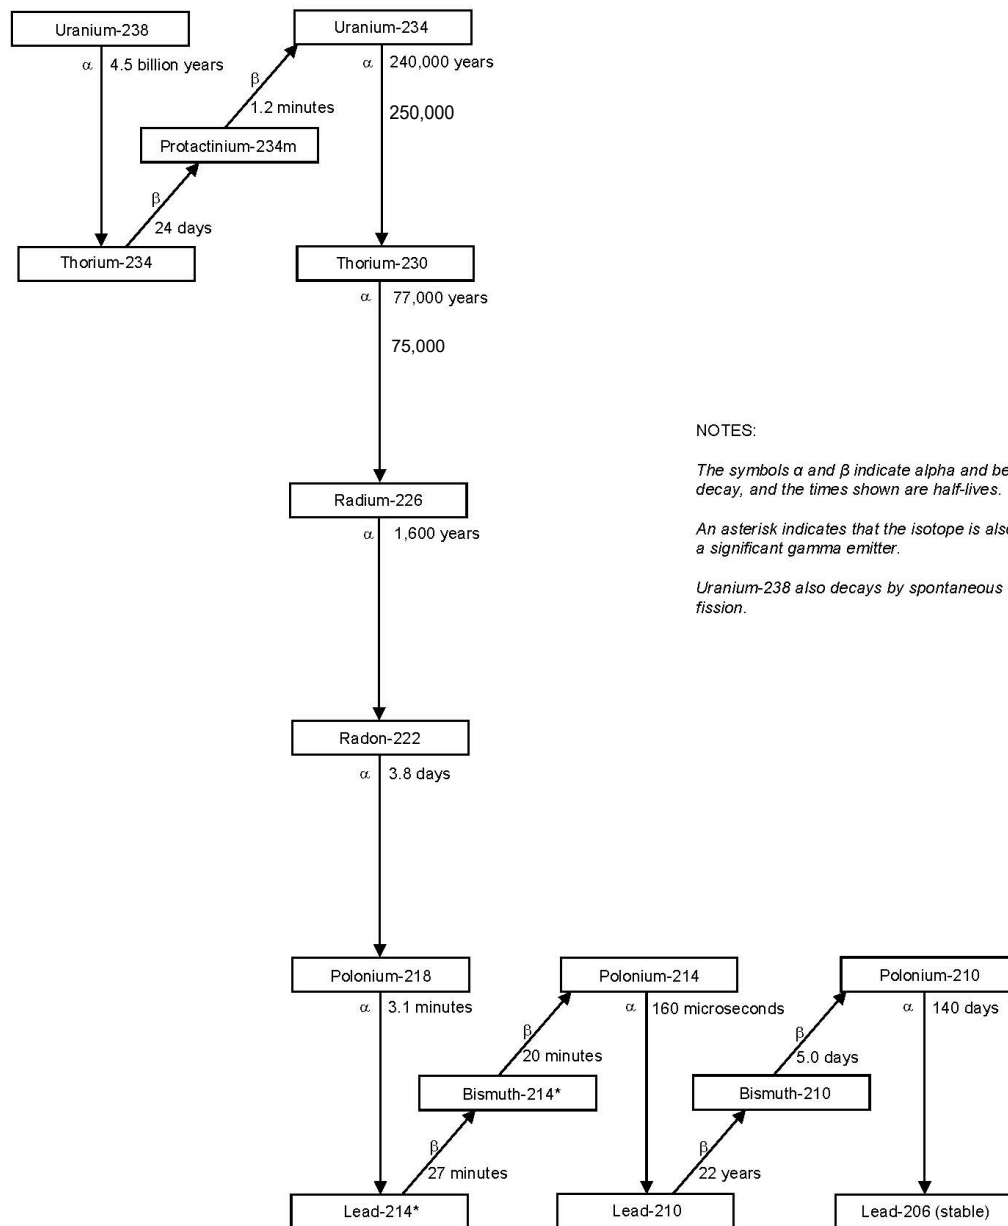 Uranium-238
Uranium-234
α 4.5 billion years
α 240,000 years
β
1.2 minutes
250,000
Protactinium-234m
β
24 days
Thorium-234
Thorium-230
α 77,000 years
75,000
NOTES:
The symbols α and β indicate alpha and be
decay, and the times shown are half-lives.
An asterisk indicates that the isotope is also
a significant gamma emitter.
Uranium-238 also decays by spontaneous
fission.
Radium-226
α 1,600 years
Radon-222
α 3.8 days
Polonium-218
Polonium-214
Polonium-210
α 3.1 minutes
α 160 microseconds
α 140 days
β
20 minutes
β
5.0 days
Bismuth-214*
Bismuth-210
β
27 minutes
β
22 years
Lead-214*
Lead-210
Lead-206 (stable)